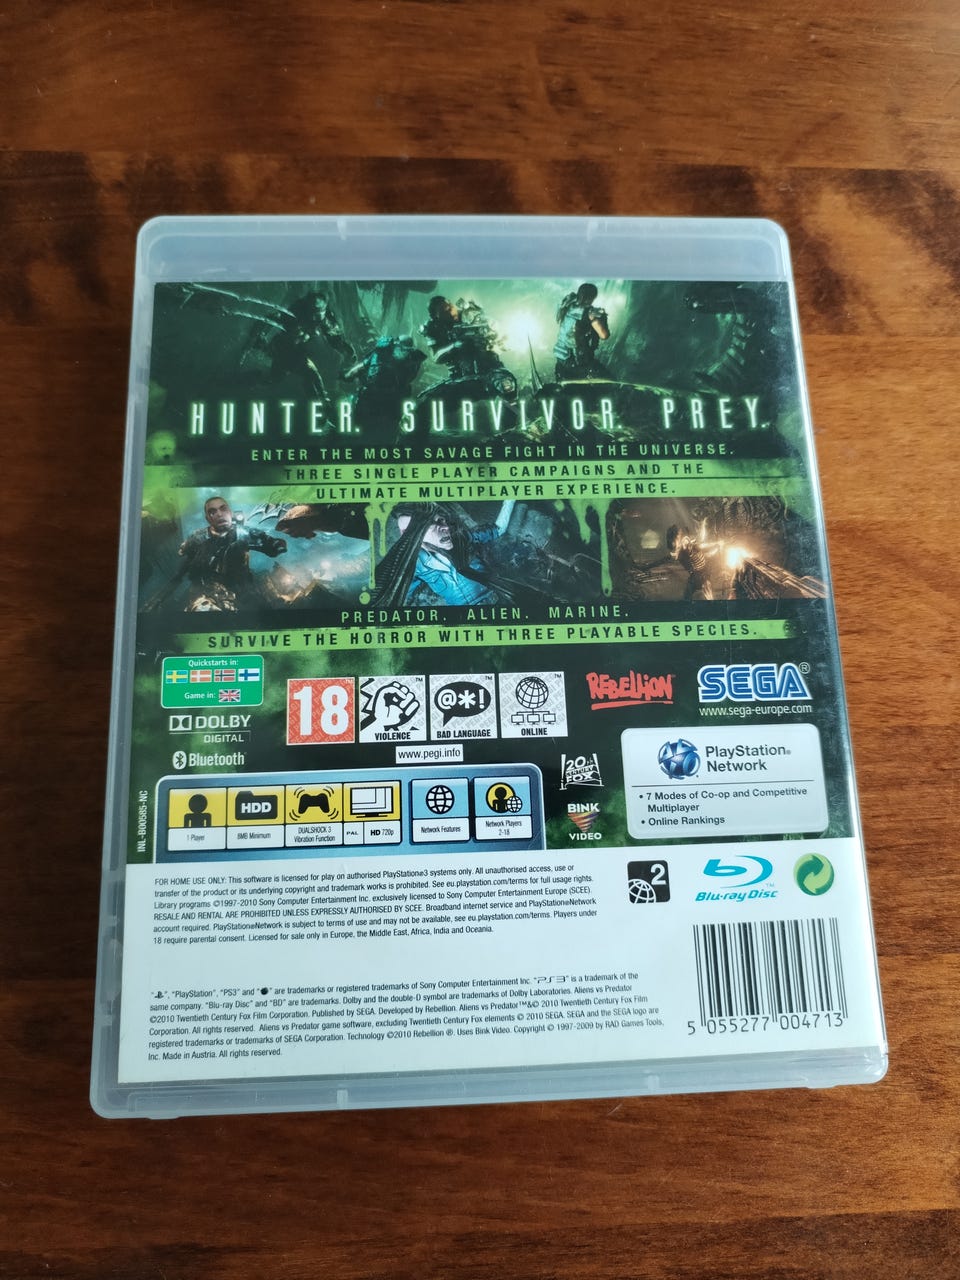 HUNTER. SURVIVOR. PREY.
ENTER THE MOST SAVAGE FIGHT IN THE UNIVERSE.
THREE SINGLE PLAYER CAMPAIGNS AND THE
ULTIMATE MULTIPLAYER EXPERIENCE.
PREDATOR. ALIEN. MARINE.
SURVIVE THE HORROR WITH THREE PLAYABLE SPECIES.
Quickstarts in:
Game in:
DOLBY
DIGITAL
Bluetooth
18
VIOLENCE
@*!
BAD LANGUAGE
ONLINE
www.pegi.info
REBELLION
SEGA®
www.sega-europe.com
20th
CENTURY
FOX
BINK
VIDEO
PlayStation®
Network
• 7 Modes of Co-op and Competitive
Multiplayer
• Online Rankings
INL-B00585-NC
1 Player
HDD
8MB Minimum
DUALSHOCK 3
Vibration Function
PAL
HD 720p
Network Features
Network Players
2-18
FOR HOME USE ONLY: This software is licensed for play on authorised PlayStation®3 systems only. All unauthorised access, use or
transfer of the product or its underlying copyright and trademark works is prohibited. See eu.playstation.com/terms for full usage rights.
Library programs ©1997-2010 Sony Computer Entertainment Inc. exclusively licensed to Sony Computer Entertainment Europe (SCEE).
RESALE AND RENTAL ARE PROHIBITED UNLESS EXPRESSLY AUTHORISED BY SCEE. Broadband internet service and PlayStation®Network
account required. PlayStation®Network is subject to terms of use and may not be available, see eu.playstation.com/terms. Players under
18 require parental consent. Licensed for sale only in Europe, the Middle East, Africa, India and Oceania.
2
Blu-ray Disc™
"", "PlayStation", "PS3" and "" are trademarks or registered trademarks of Sony Computer Entertainment Inc. "PS3" is a trademark of the
same company. "Blu-ray Disc" and "BD" are trademarks. Dolby and the double-D symbol are trademarks of Dolby Laboratories. Aliens vs Predator
©2010 Twentieth Century Fox Film Corporation. Published by SEGA. Developed by Rebellion. Aliens vs Predator™&© 2010 Twentieth Century Fox Film
Corporation. All rights reserved. Aliens vs Predator game software, excluding Twentieth Century Fox elements © 2010 SEGA. SEGA and the SEGA logo are
registered trademarks or trademarks of SEGA Corporation. Technology ©2010 Rebellion ®. Uses Bink Video. Copyright © 1997-2009 by RAD Games Tools,
Inc. Made in Austria. All rights reserved.
5 055277 004713